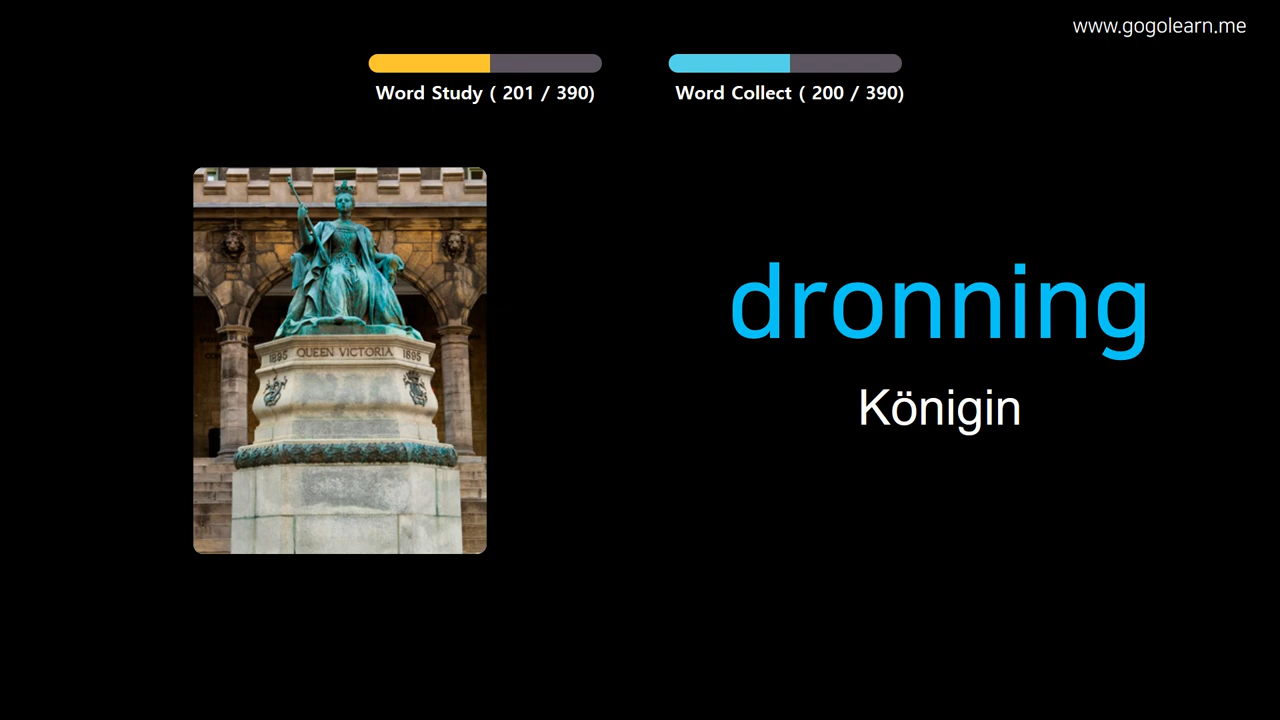 www.gogolearn.me
Word Study ( 201 / 390)
Word Collect ( 200 / 390)
1895 QUEEN VICTORIA 1895
dronning
Königin